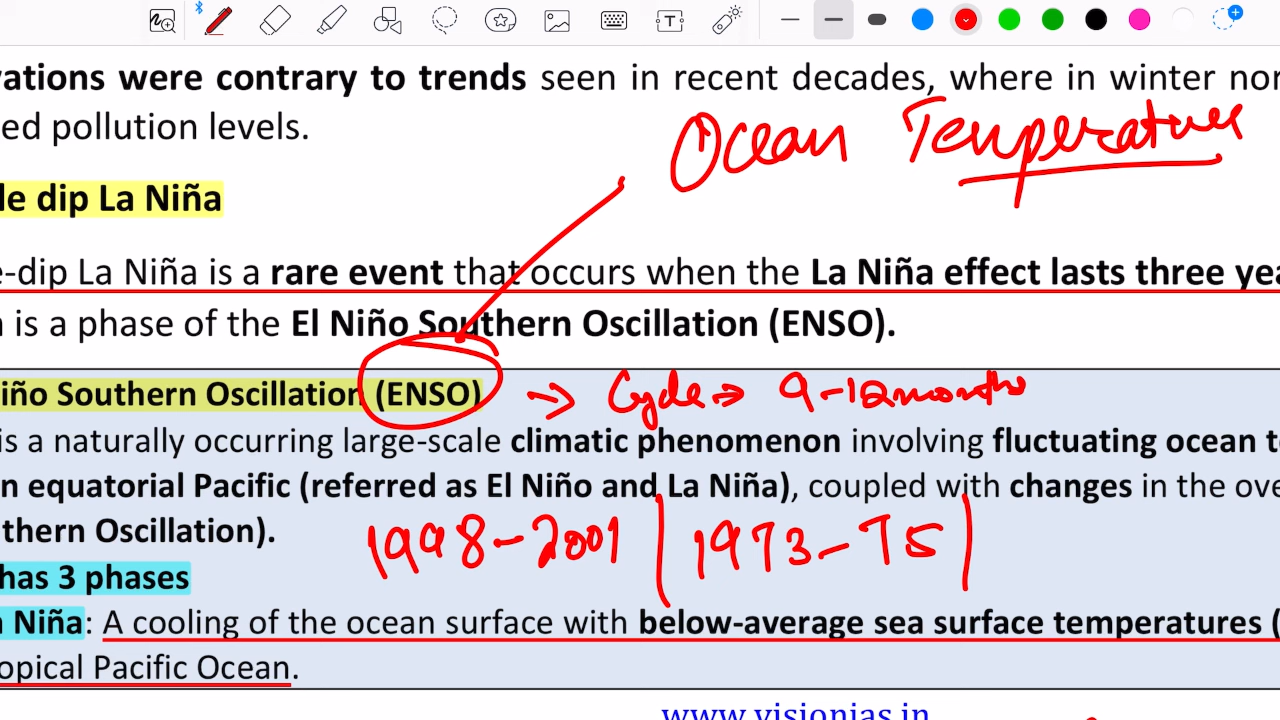 vations were contrary to trends seen in recent decades, where in winter nor
ed pollution levels.
Ocean Temperature
le dip La Niña
e-dip La Niña is a rare event that occurs when the La Niña effect lasts three yea
a is a phase of the El Niño Southern Oscillation (ENSO).
iño Southern Oscillation (ENSO) → Cycle → 9-12 months
is a naturally occurring large-scale climatic phenomenon involving fluctuating ocean te
n equatorial Pacific (referred as El Niño and La Niña), coupled with changes in the ove
thern Oscillation).
1998-2001 | 1973-75 |
has 3 phases
a Niña: A cooling of the ocean surface with below-average sea surface temperatures (
opical Pacific Ocean.
www.visionias.in